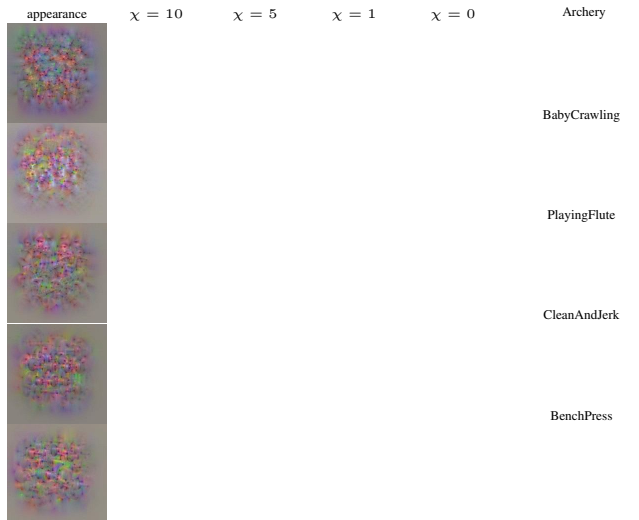 appearance χ = 10 χ = 5 χ = 1 χ = 0 Archery
BabyCrawling
PlayingFlute
CleanAndJerk
BenchPress